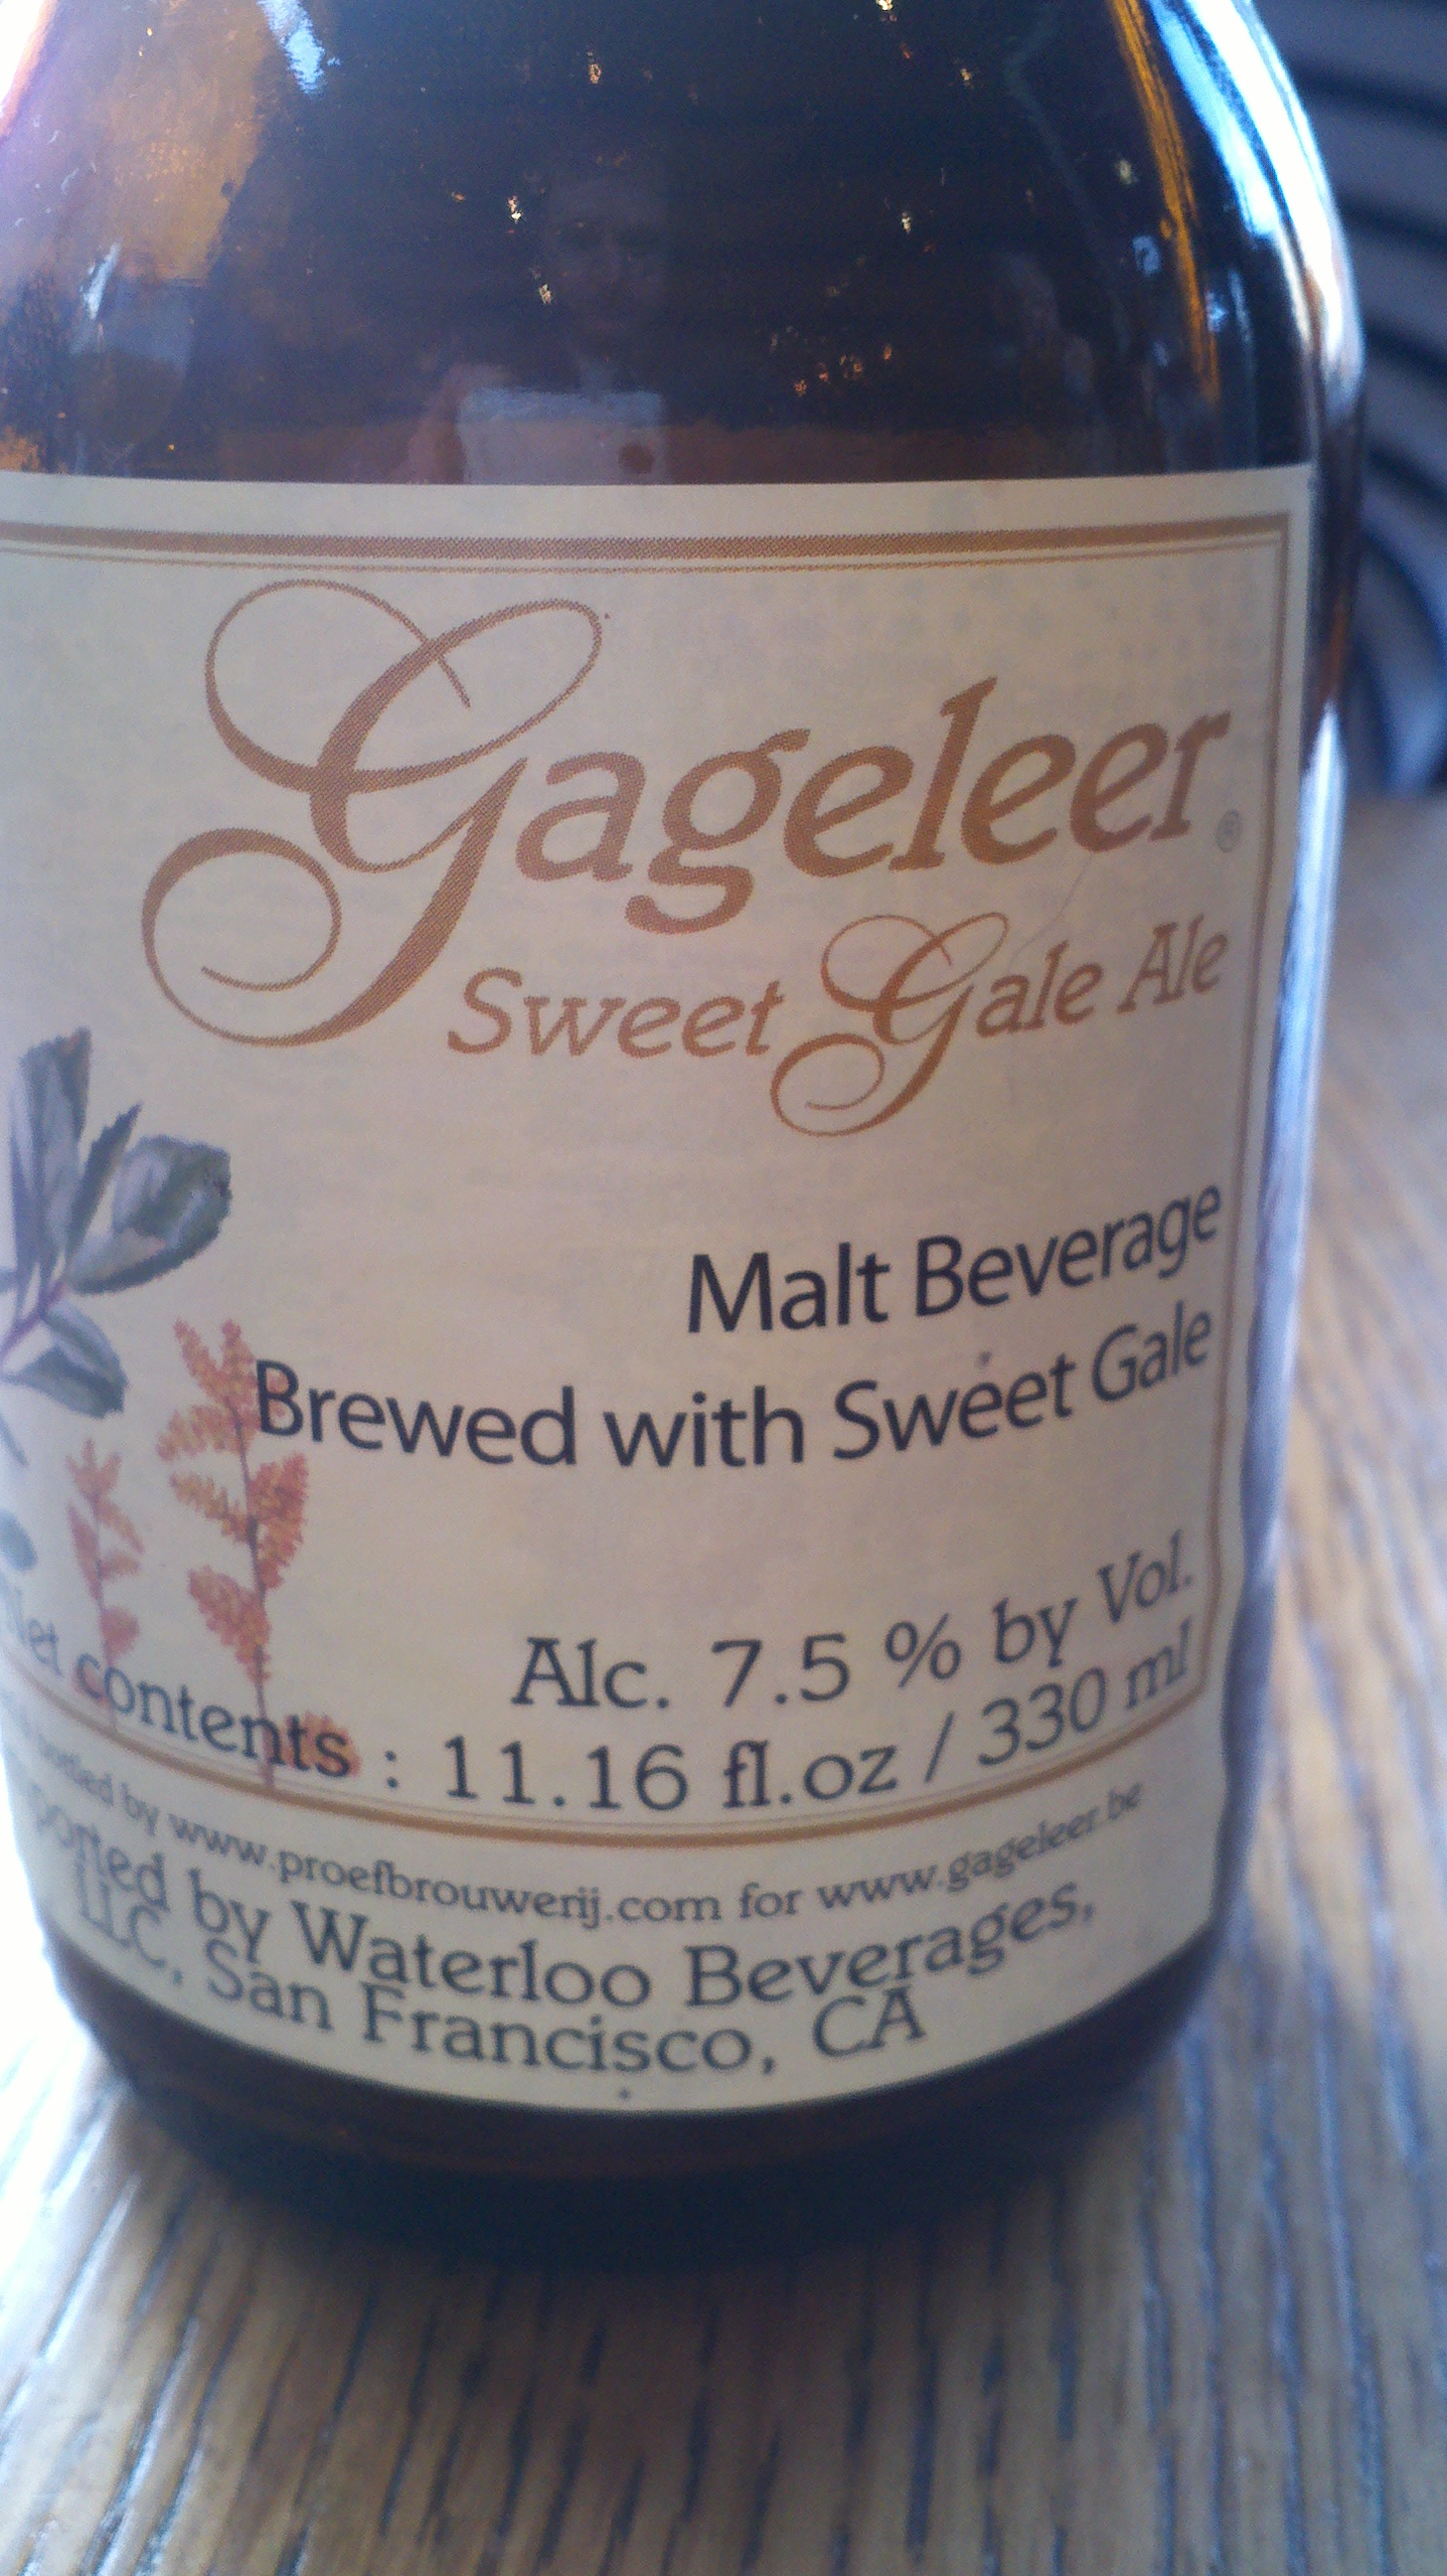 Gageleer®
Sweet Gale Ale
Malt Beverage
Brewed with Sweet Gale
Alc. 7.5 % by Vol.
Net contents : 11.16 fl.oz / 330 ml
bottled by www.proefbrouwerij.com for www.gageleer.be
by Waterloo Beverages,
LLC, San Francisco, CA